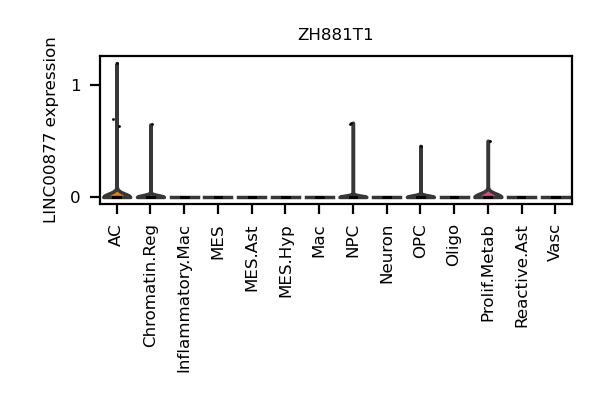 ZH881T1
LINC00877 expression
1
0
AC
Chromatin.Reg
Inflammatory.Mac
MES
MES.Ast
MES.Hyp
Mac
NPC
Neuron
OPC
Oligo
Prolif.Metab
Reactive.Ast
Vasc